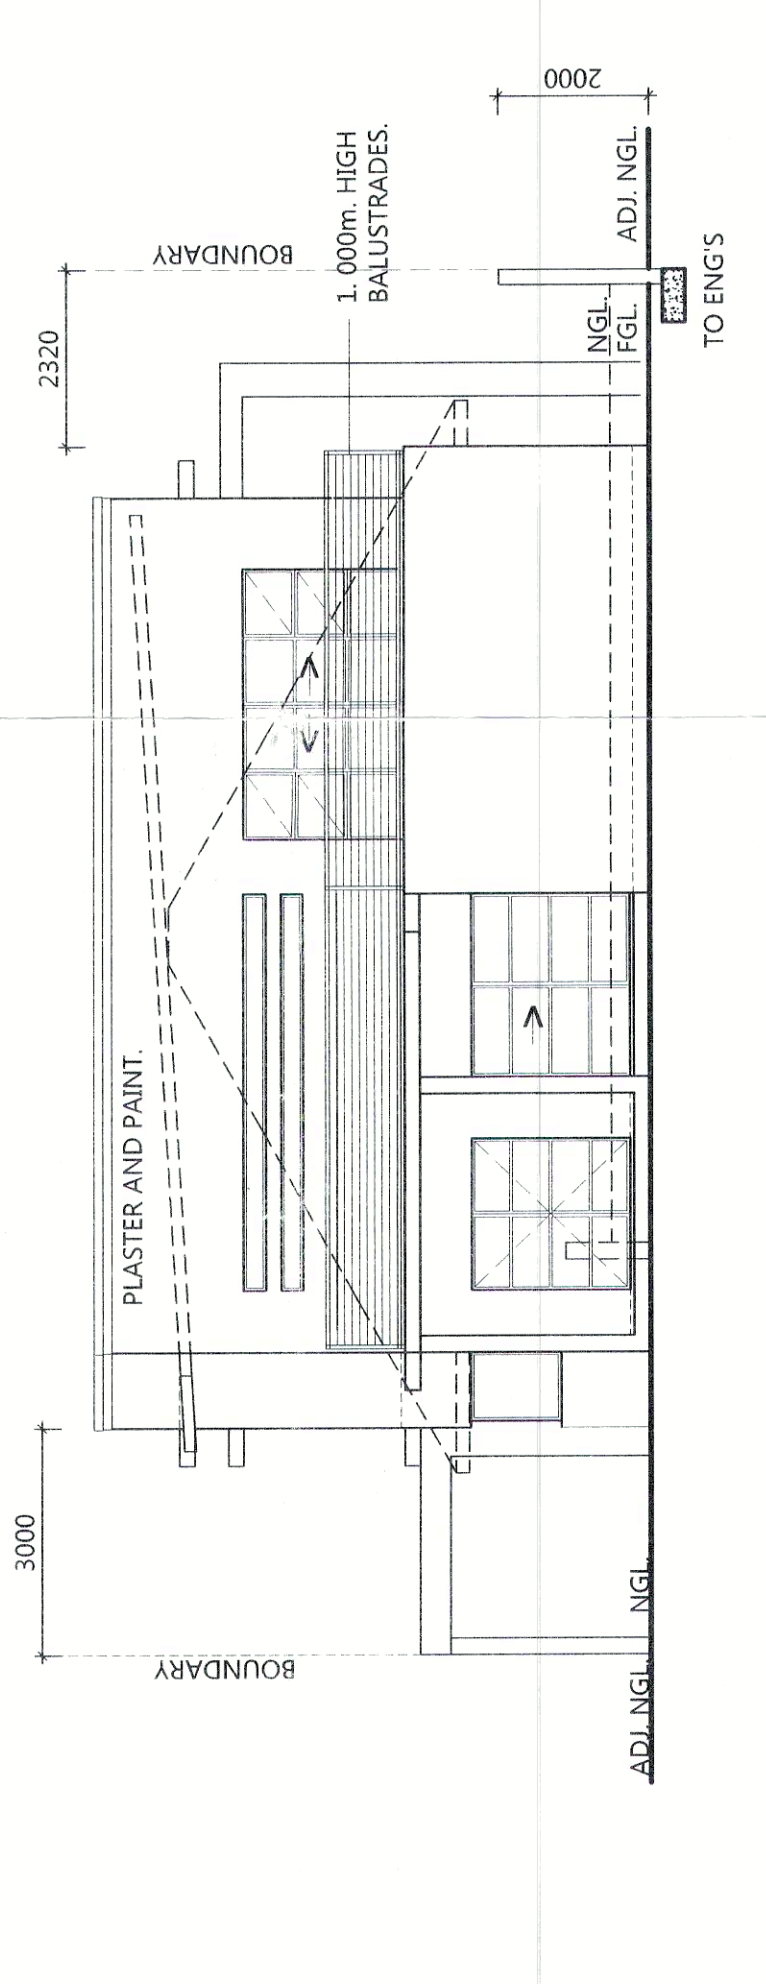 3000
2320
BOUNDARY
BOUNDARY
PLASTER AND PAINT.
1. 000m. HIGH
BALUSTRADES.
2000
NGL.
FGL.
ADJ. NGL.
ADJ. NGL.
NGL.
TO ENG'S